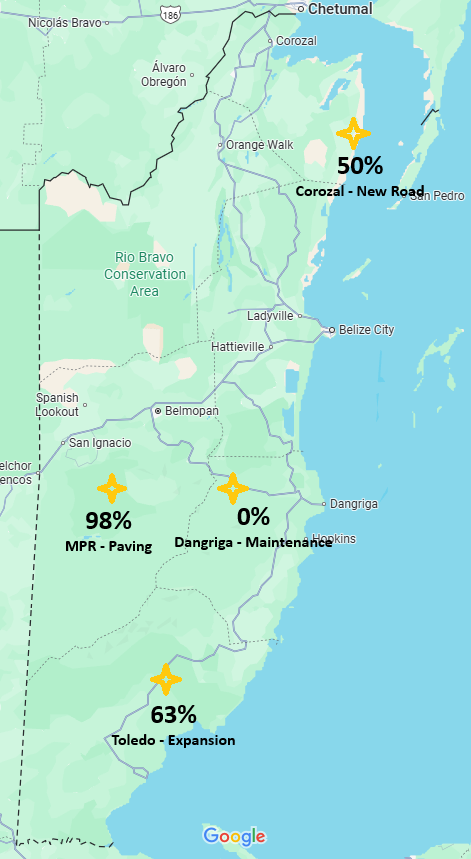 Chetumal
186
Nicolás Bravo
Corozal
Álvaro
Obregón
Orange Walk
50%
Corozal - New Road
San Pedro
Rio Bravo
Conservation
Area
Ladyville
Belize City
Hattieville
Spanish
Lookout
Belmopan
San Ignacio
elchor
encos
98%
MPR - Paving
0%
Dangriga - Maintenance
Dangriga
Hopkins
63%
Toledo - Expansion
Google